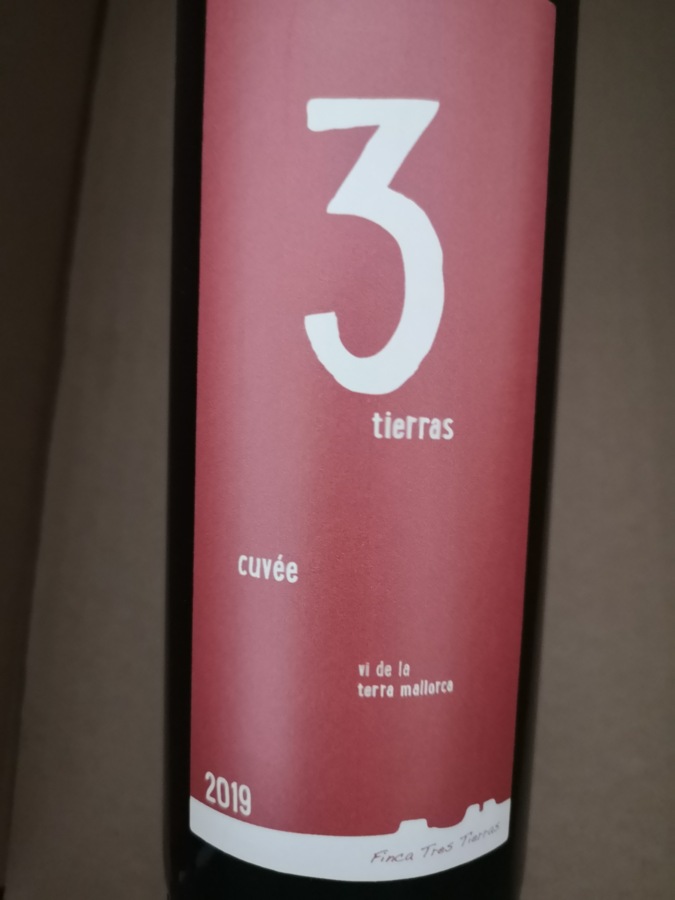 3
tierras
cuvée
vi de la
terra mallorca
2019
Finca Tres Tierras